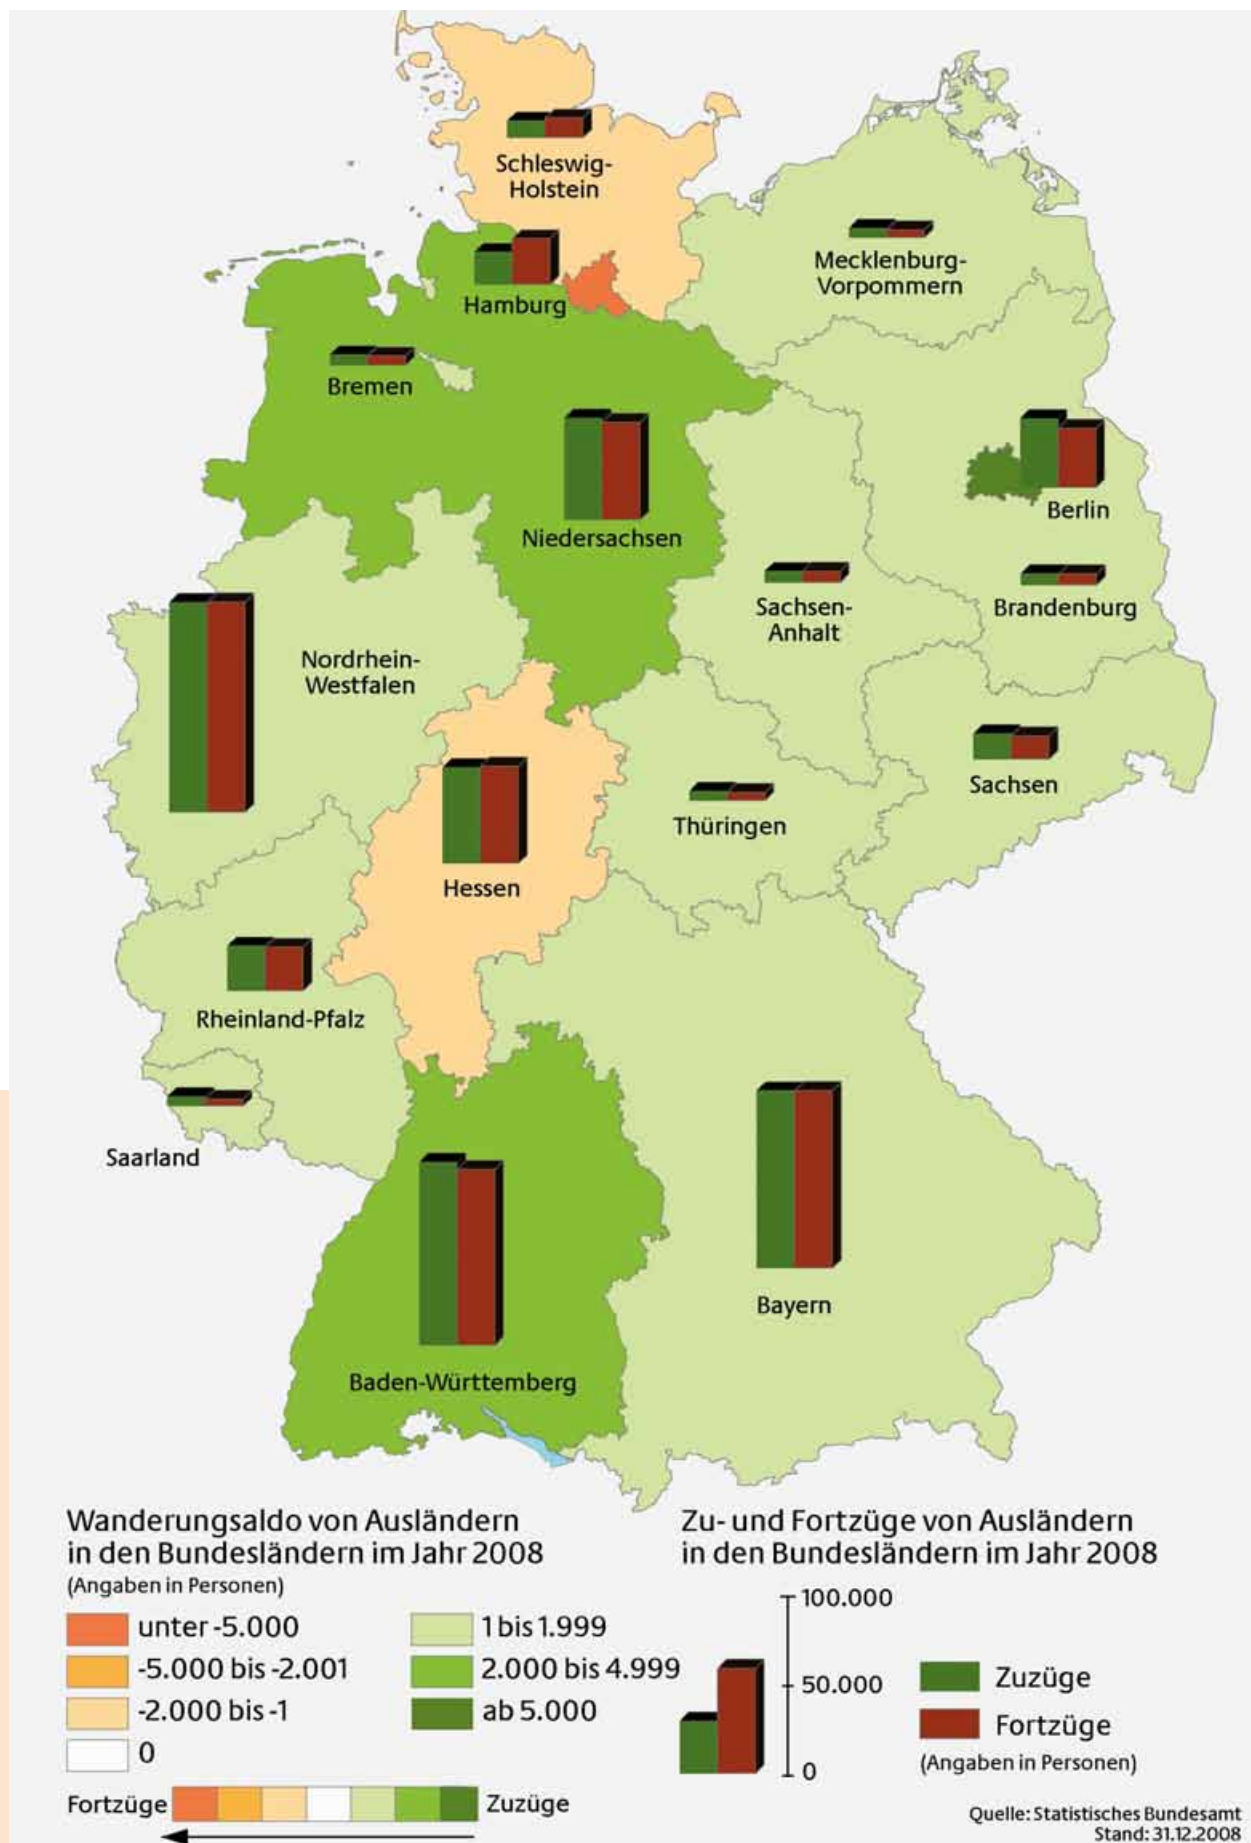 Schleswig-
Holstein
Mecklenburg-
Vorpommern
Hamburg
Bremen
Niedersachsen
Berlin
Sachsen-
Anhalt
Brandenburg
Nordrhein-
Westfalen
Sachsen
Thüringen
Hessen
Rheinland-Pfalz
Saarland
Bayern
Baden-Württemberg
Wanderungsaldo von Ausländern
in den Bundesländern im Jahr 2008
(Angaben in Personen)
unter -5.000
-5.000 bis -2.001
-2.000 bis -1
0
1 bis 1.999
2.000 bis 4.999
ab 5.000
Fortzüge
Zuzüge
Zu- und Fortzüge von Ausländern
in den Bundesländern im Jahr 2008
100.000
50.000
0
Zuzüge
Fortzüge
(Angaben in Personen)
Quelle: Statistisches Bundesamt
Stand: 31.12.2008